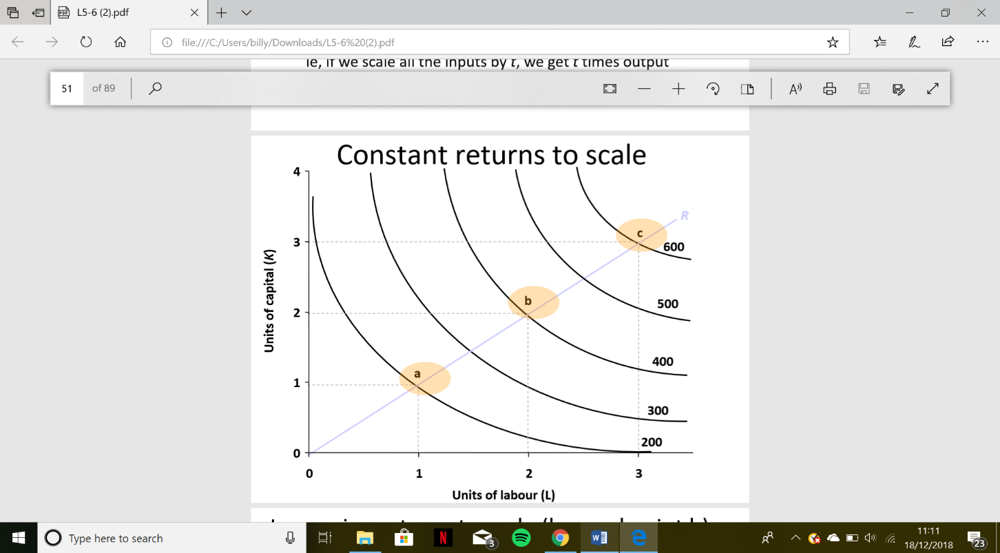 L5-6 (2).pdf
file:///C:/Users/billy/Downloads/L5-6%20(2).pdf
ie, if we scale all the inputs by t, we get t times output
51 of 89
Constant returns to scale
4
3
2
1
0
Units of capital (K)
R
c
600
b
500
a
400
300
200
0 1 2 3
Units of labour (L)
Type here to search
3
11:11
18/12/2018
23